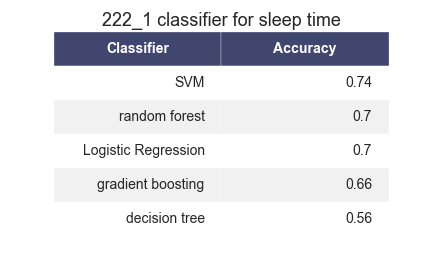 222_1 classifier for sleep time
Classifier Accuracy
SVM 0.74
random forest 0.7
Logistic Regression 0.7
gradient boosting 0.66
decision tree 0.56